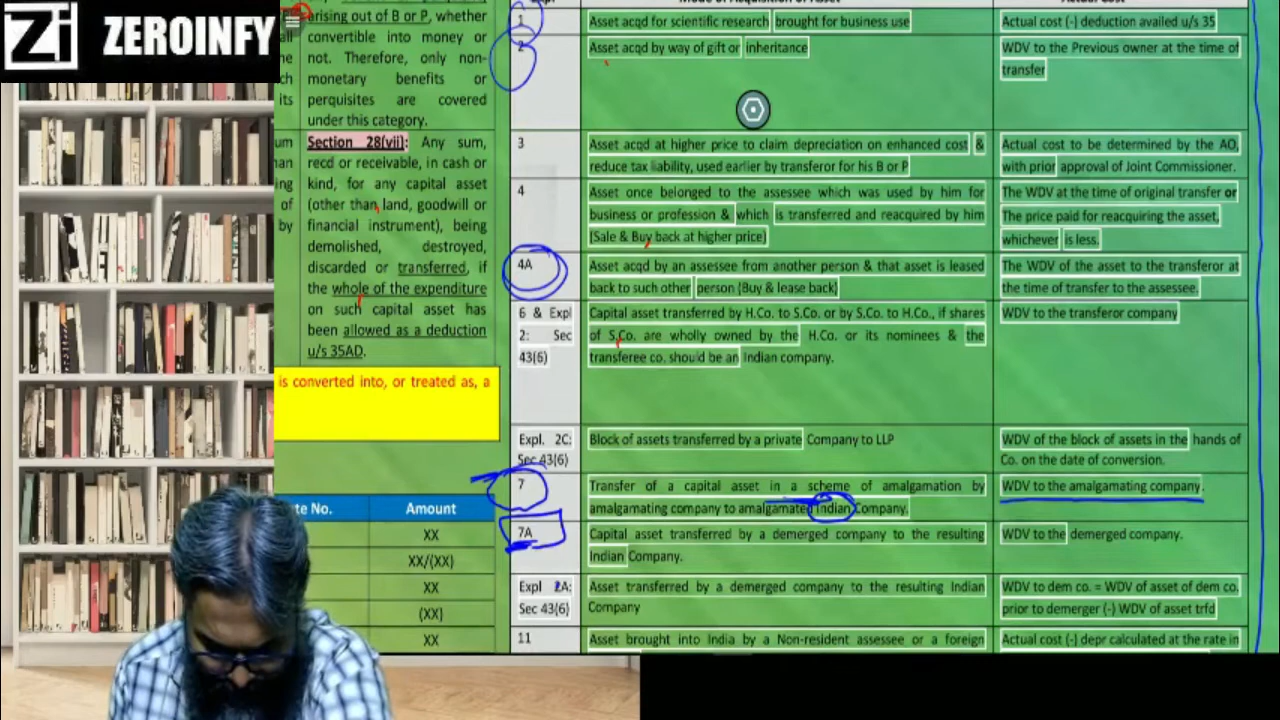 Zi ZEROINFY
arising out of B or P, whether
convertible into money or
not. Therefore, only non-
monetary benefits or
perquisites are covered
under this category.
Section 28(vii): Any sum,
recd or receivable, in cash or
kind, for any capital asset
(other than land, goodwill or
financial instrument), being
demolished, destroyed,
discarded or transferred, if
the whole of the expenditure
on such capital asset has
been allowed as a deduction
u/s 35AD.
its
ing
of
by
is converted into, or treated as, a
te No. Amount
XX
XX/(XX)
XX
(XX)
XX
Mode of Acquisition of Asset Actual Cost
1 Asset acqd for scientific research brought for business use Actual cost (-) deduction availed u/s 35
2 Asset acqd by way of gift or inheritance WDV to the Previous owner at the time of
transfer
3 Asset acqd at higher price to claim depreciation on enhanced cost & Actual cost to be determined by the AO,
reduce tax liability, used earlier by transferor for his B or P with prior approval of Joint Commissioner.
4 Asset once belonged to the assessee which was used by him for The WDV at the time of original transfer or
business or profession & which is transferred and reacquired by him The price paid for reacquiring the asset,
(Sale & Buy back at higher price) whichever is less.
4A Asset acqd by an assessee from another person & that asset is leased The WDV of the asset to the transferor at
back to such other person (Buy & lease back) the time of transfer to the assessee.
6 & Expl Capital asset transferred by H.Co. to S.Co. or by S.Co. to H.Co., if shares WDV to the transferor company
2: Sec of S.Co. are wholly owned by the H.Co. or its nominees & the
43(6) transferee co. should be an Indian company.
Expl. 2C: Block of assets transferred by a private Company to LLP WDV of the block of assets in the hands of
Sec 43(6) Co. on the date of conversion.
7 Transfer of a capital asset in a scheme of amalgamation by WDV to the amalgamating company.
amalgamating company to amalgamated Indian Company.
7A Capital asset transferred by a demerged company to the resulting WDV to the demerged company.
Indian Company.
Expl 2A: Asset transferred by a demerged company to the resulting Indian WDV to dem co. = WDV of asset of dem co.
Sec 43(6) Company prior to demerger (-) WDV of asset trfd
11 Asset brought into India by a Non-resident assessee or a foreign Actual cost (-) depr calculated at the rate in